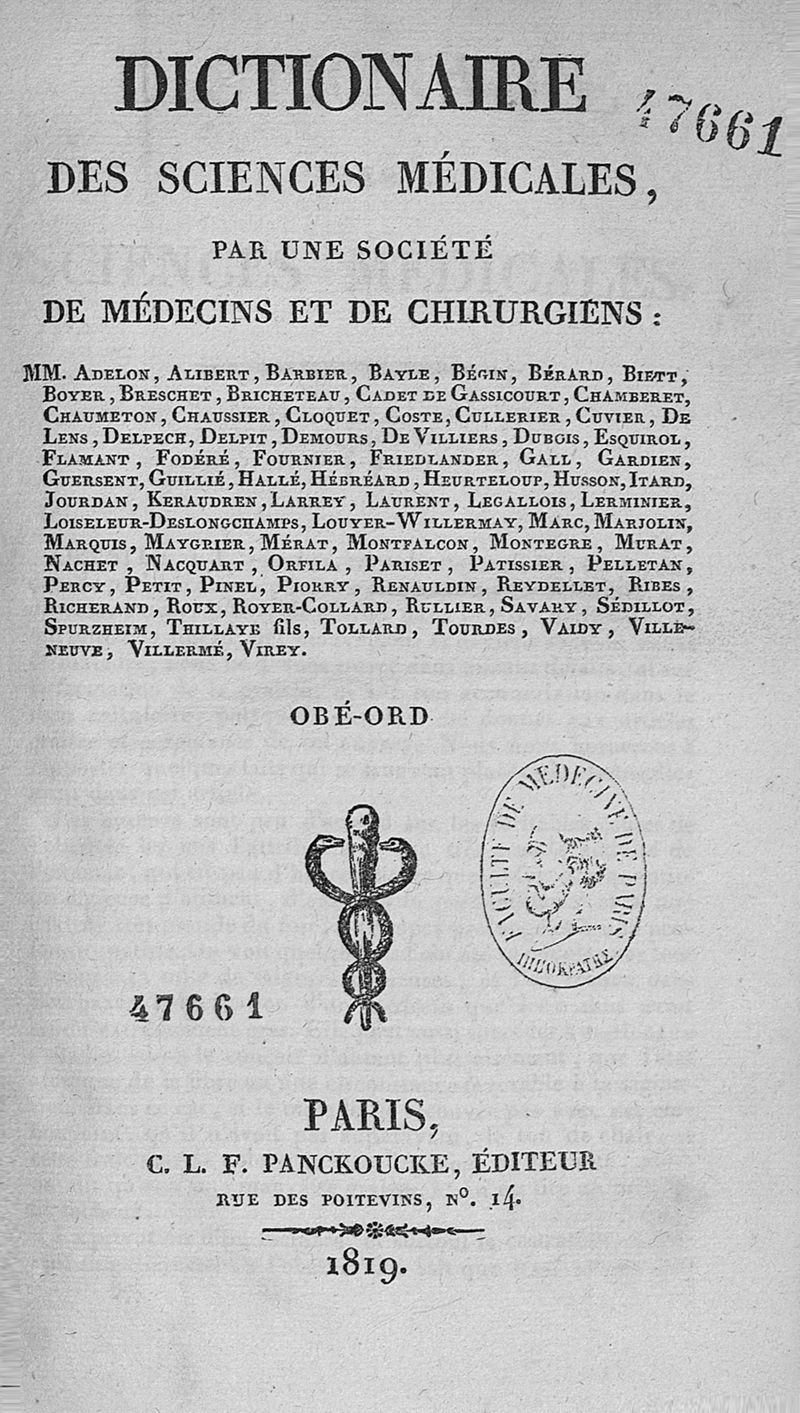 DICTIONAIRE
47661
DES SCIENCES MÉDICALES,
PAR UNE SOCIÉTÉ
DE MÉDECINS ET DE CHIRURGIENS :
MM. ADELON, ALIBERT, BARBIER, BAYLE, BÉGIN, BÉRARD, BIETT,
BOYER, BRESCHET, BRICHETEAU, CADET DE GASSICOURT, CHAMBERET,
CHAUMETON, CHAUSSIER, CLOQUET, COSTE, CULLERIER, CUVIER, DE
LENS, DELPECH, DELPIT, DEMOURS, DE VILLIERS, DUBOIS, ESQUIROL,
FLAMANT, FODÉRÉ, FOURNIER, FRIEDLANDER, GALL, GARDIEN,
GUERSENT, GUILLIÉ, HALLÉ, HÉBRÉARD, HEURTELOUP, HUSSON, ITARD,
JOURDAN, KERAUDREN, LARREY, LAURENT, LEGALLOIS, LERMINIER,
LOISELEUR-DESLONGCHAMPS, LOUYER-WILLERMAY, MARC, MARJOLIN,
MARQUIS, MAYGRIER, MÉRAT, MONTFALCON, MONTEGRE, MURAT,
NACHET, NACQUART, ORFILA, PARISET, PATISSIER, PELLETAN,
PERCY, PETIT, PINEL, PIORRY, RENAULDIN, REYDELLET, RIBES,
RICHERAND, ROUX, ROYER-COLLARD, RULLIER, SAVARY, SÉDILLOT,
SPURZHEIM, THILLAYE fils, TOLLARD, TOURDES, VAIDY, VILLE-
NEUVE, VILLERMÉ, VIREY.
OBÉ-ORD
FACULTÉ DE MÉDECINE DE PARIS
ΙΠΠΟΚΡΑΤΗΣ
47661
PARIS,
C. L. F. PANCKOUCKE, ÉDITEUR
RUE DES POITEVINS, Nº. 14.
1819.